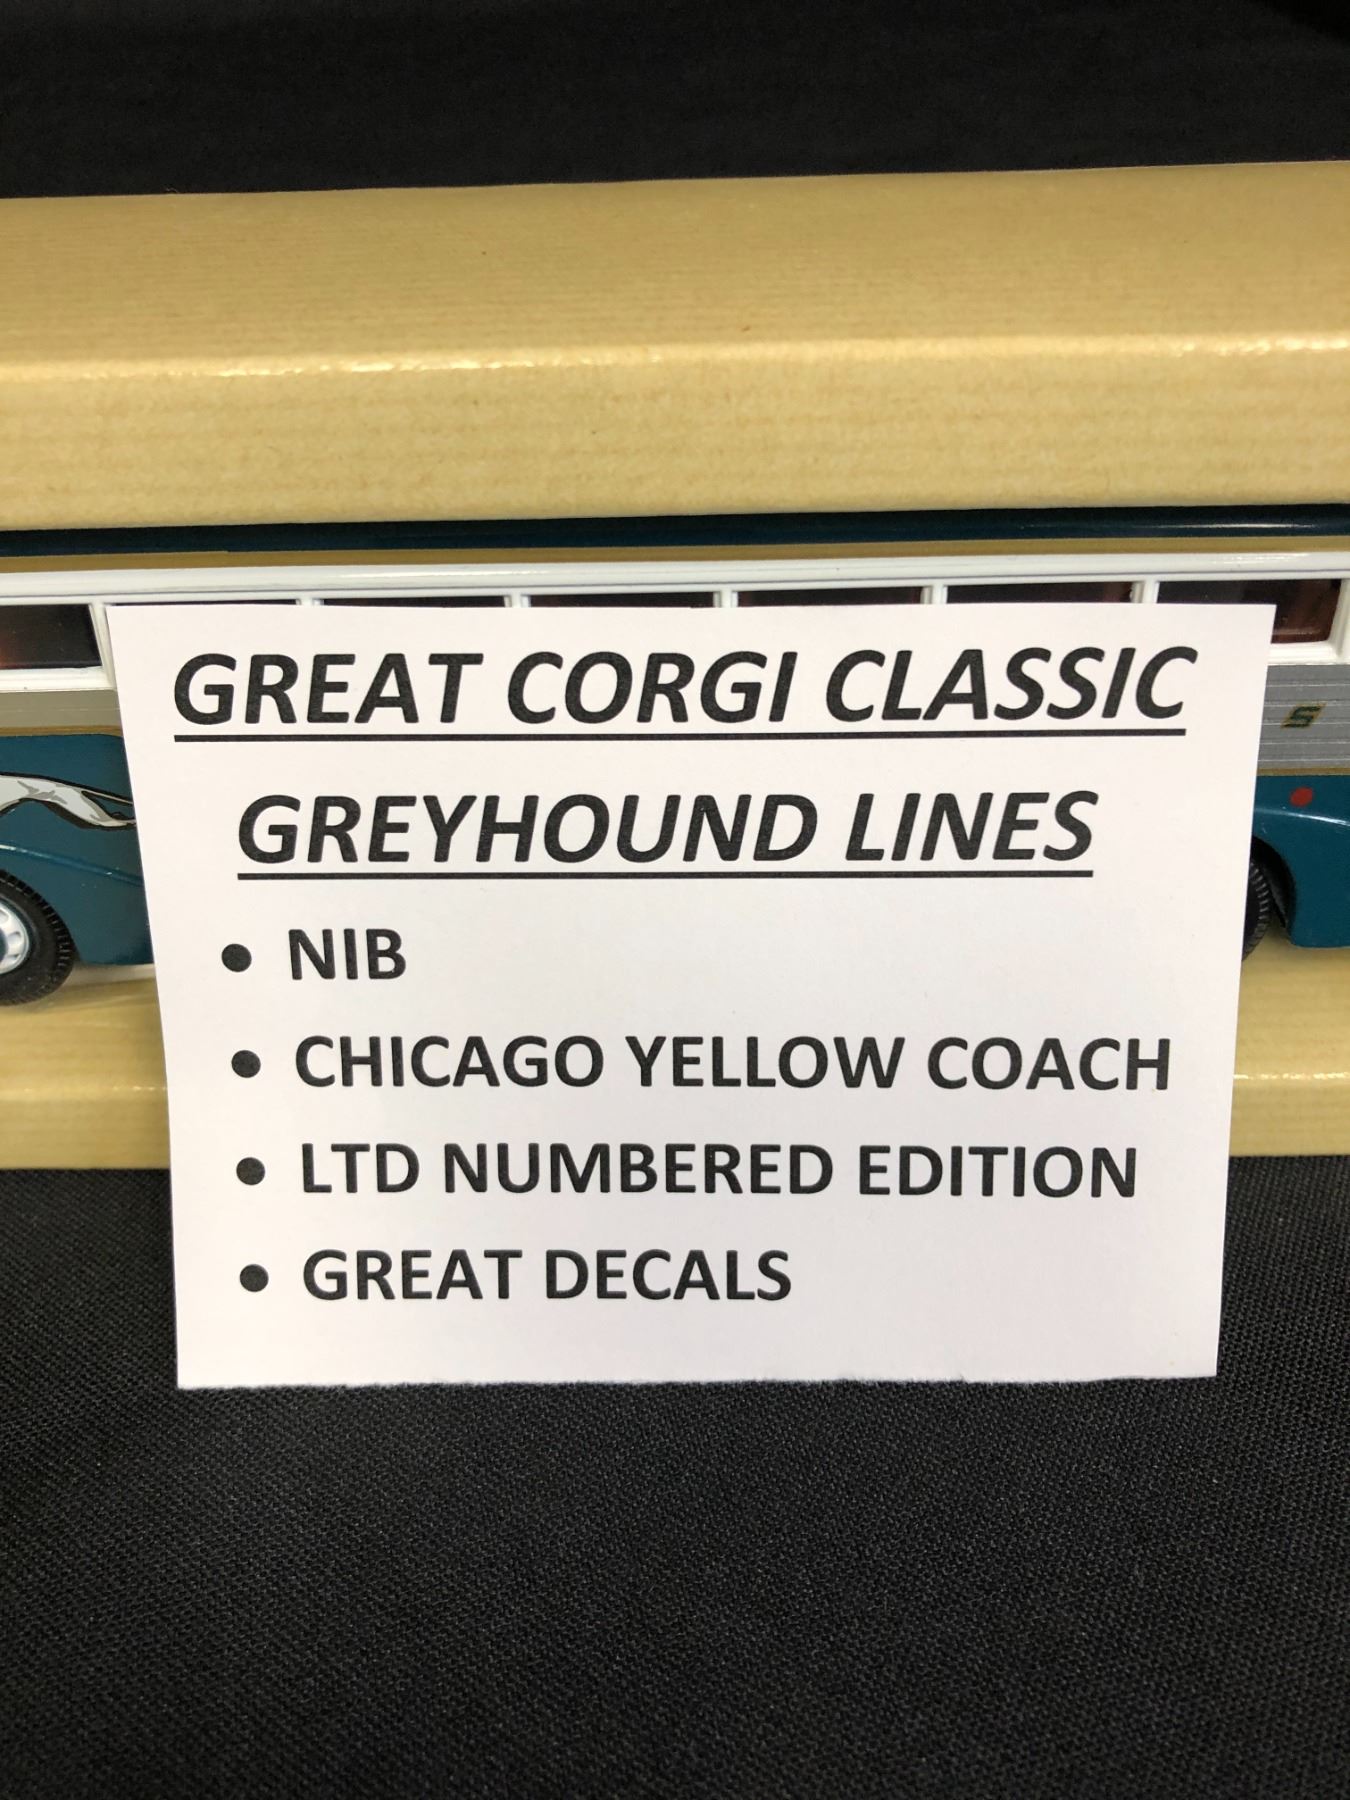 GREAT CORGI CLASSIC
GREYHOUND LINES
• NIB
• CHICAGO YELLOW COACH
• LTD NUMBERED EDITION
• GREAT DECALS
S